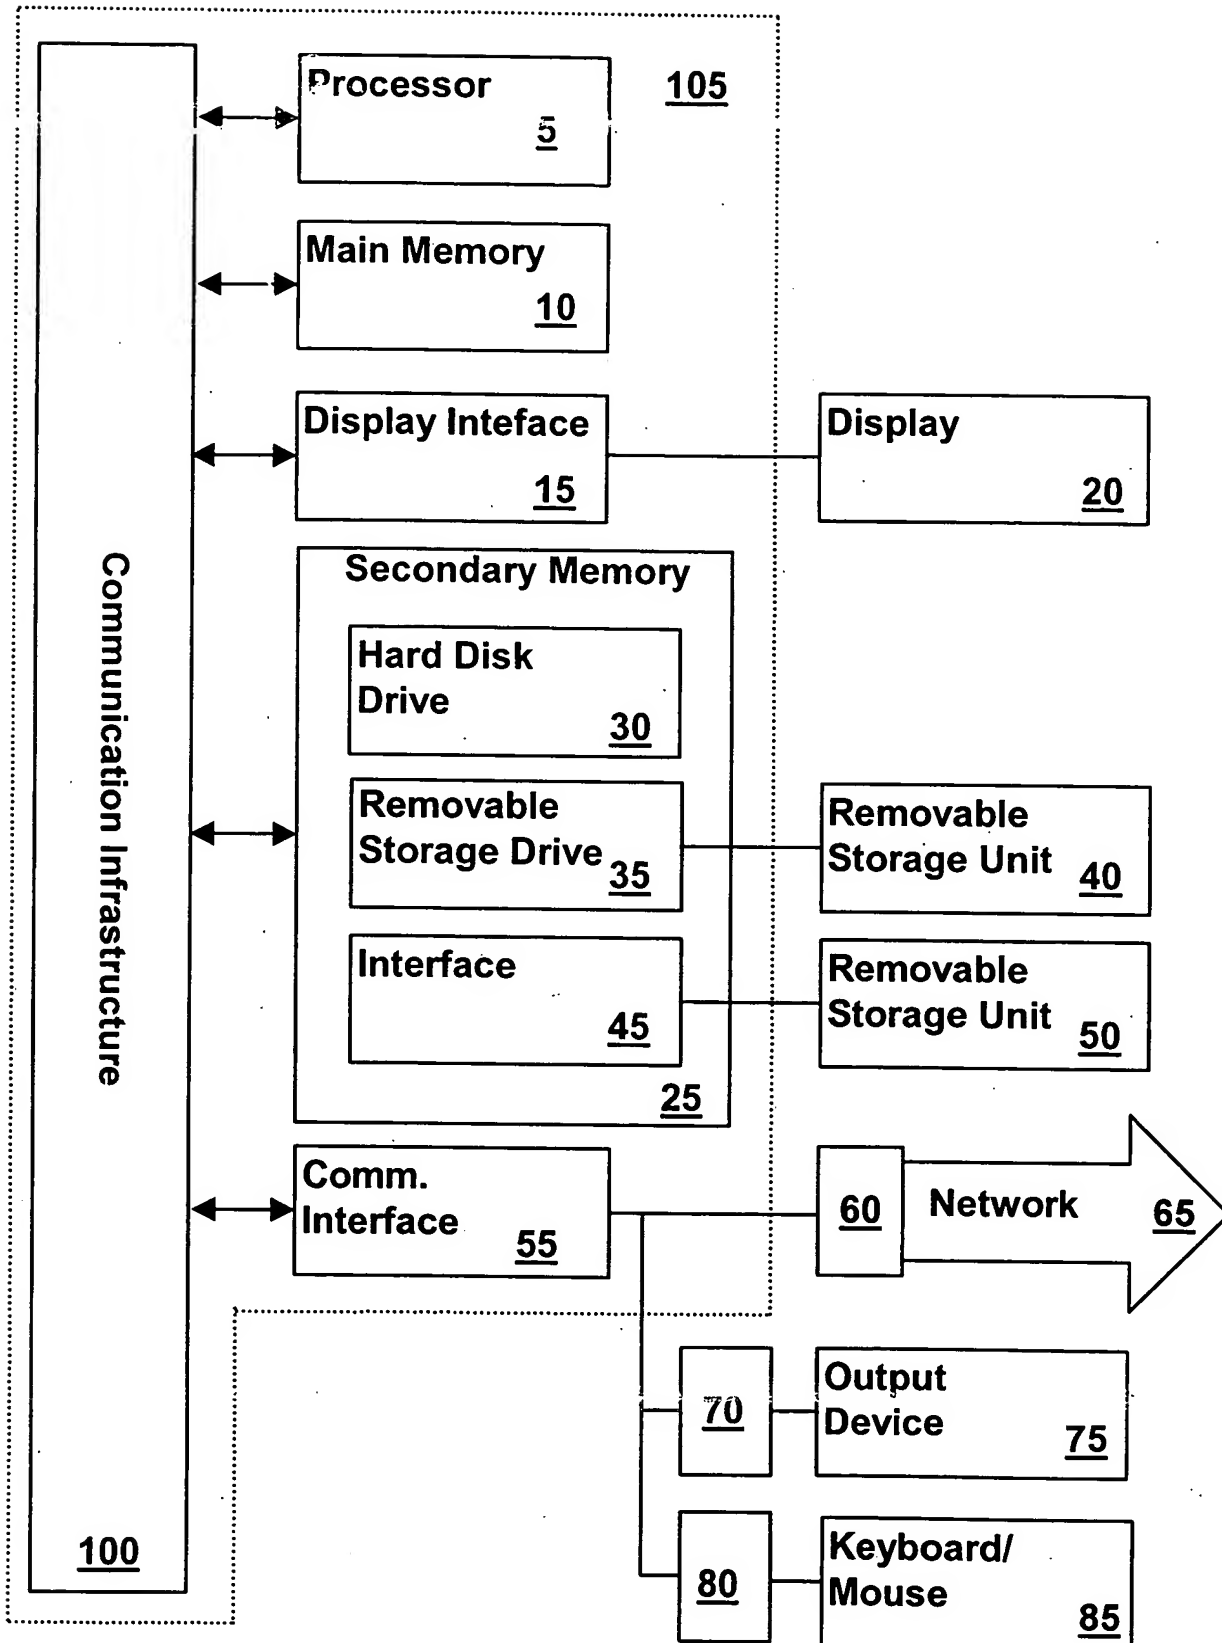 Processor
105
5
Main Memory
10
Display Inteface
15
Display
20
Secondary Memory
Hard Disk
Drive
30
Removable
Storage Drive
35
Removable
Storage Unit
40
Interface
45
Removable
Storage Unit
50
25
Comm.
Interface
55
60
Network
65
Communication Infrastructure
100
70
Output
Device
75
80
Keyboard/
Mouse
85